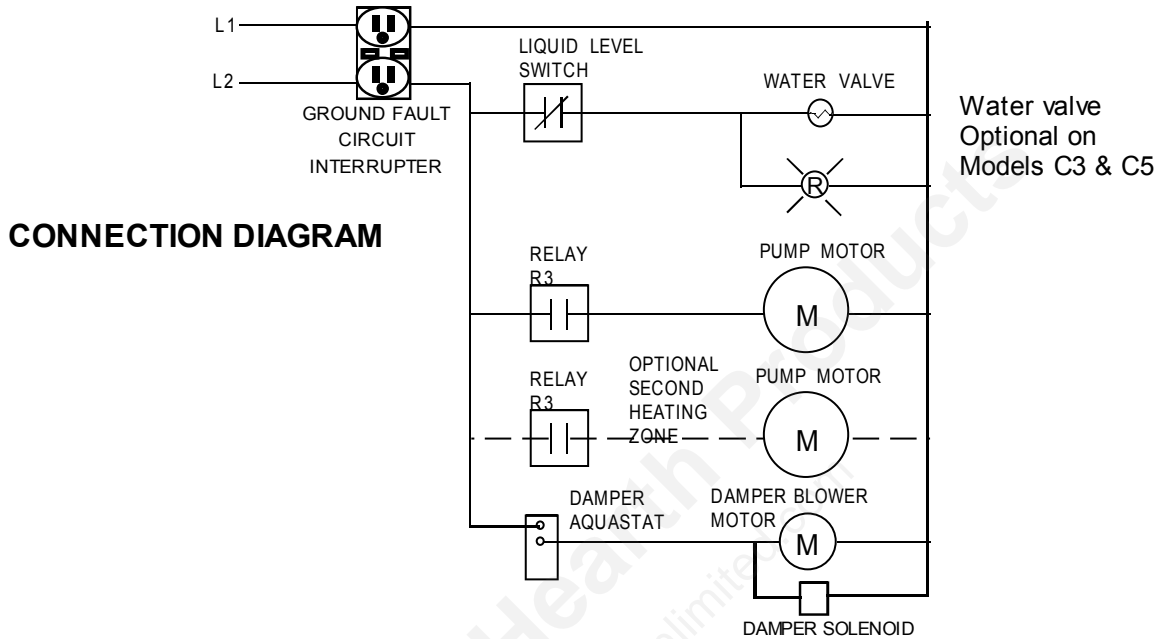 L1
L2
GROUND FAULT
CIRCUIT
INTERRUPTER
LIQUID LEVEL
SWITCH
WATER VALVE
Water valve
Optional on
Models C3 & C5
R
CONNECTION DIAGRAM
RELAY
R3
PUMP MOTOR
M
RELAY
R3
OPTIONAL
SECOND
HEATING
ZONE
PUMP MOTOR
M
DAMPER
AQUASTAT
DAMPER BLOWER
MOTOR
M
DAMPER SOLENOID
Hearth Products